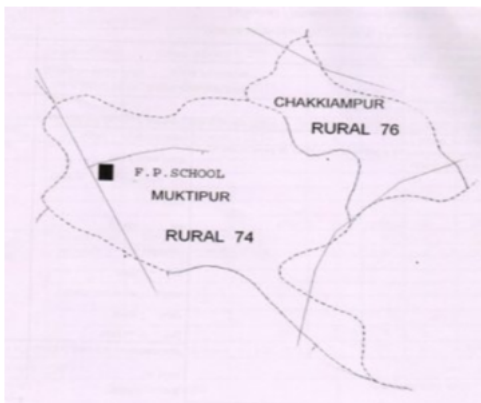 CHAKKIAMPUR
RURAL 76
F.P.SCHOOL
MUKTIPUR
RURAL 74